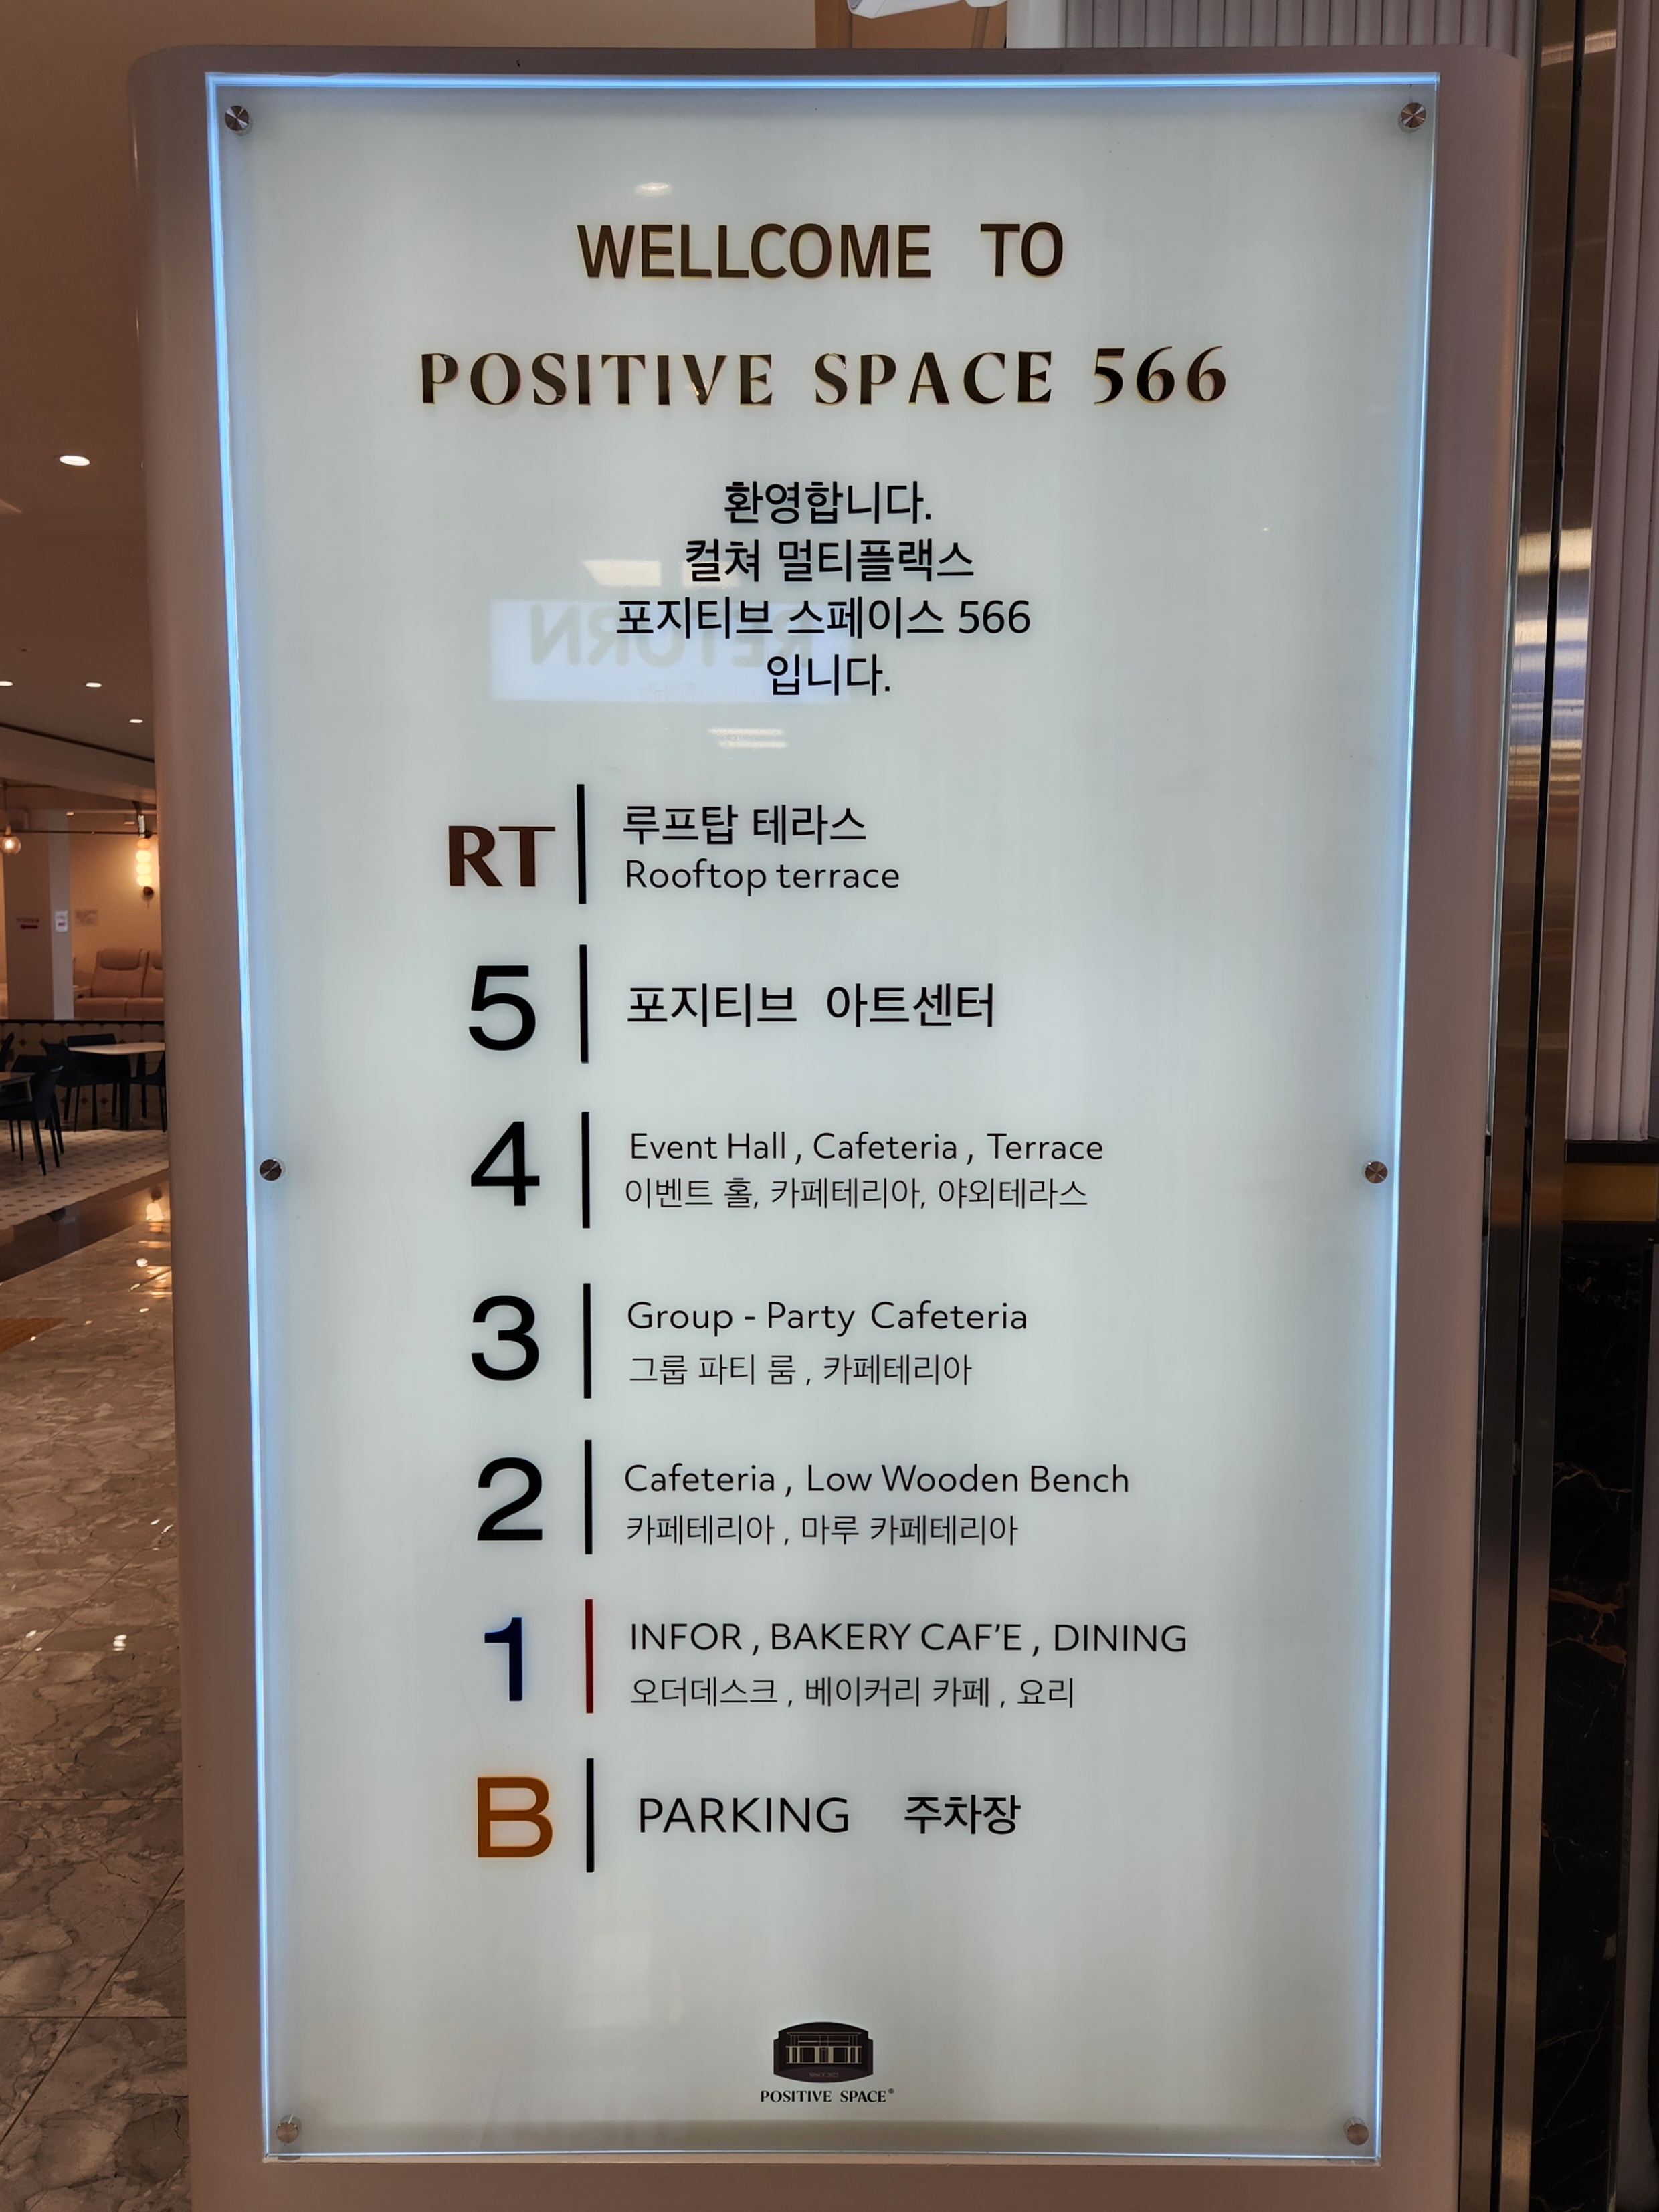 WELLCOME TO
POSITIVE SPACE 566
환영합니다.
컬쳐 멀티플랙스
포지티브 스페이스 566
입니다.
RETURN
RT
루프탑 테라스
Rooftop terrace
5
포지티브 아트센터
4
Event Hall , Cafeteria , Terrace
이벤트 홀, 카페테리아, 야외테라스
3
Group - Party Cafeteria
그룹 파티 룸 , 카페테리아
2
Cafeteria , Low Wooden Bench
카페테리아 , 마루 카페테리아
1
INFOR , BAKERY CAF'E , DINING
오더데스크 , 베이커리 카페 , 요리
B
PARKING 주차장
POSITIVE SPACE®